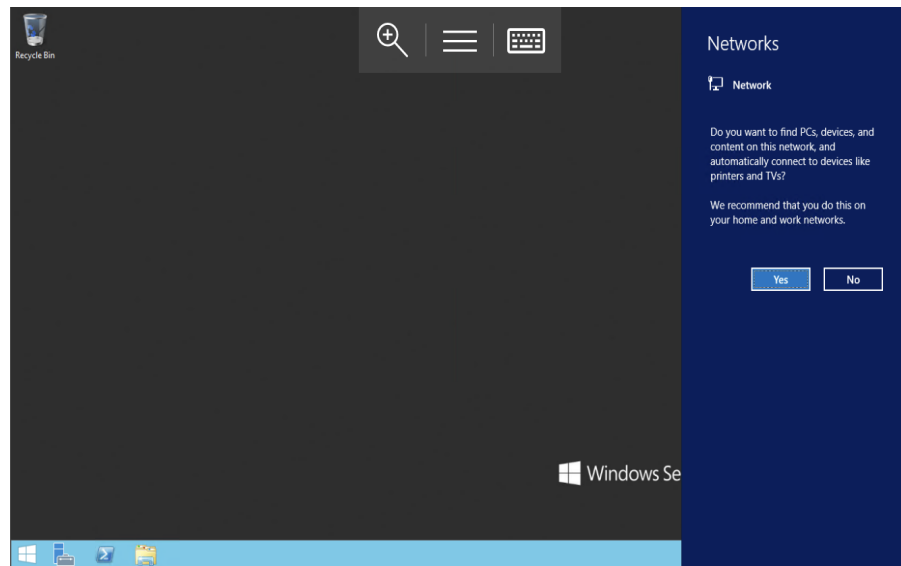 Recycle Bin
Networks
Network
Do you want to find PCs, devices, and
content on this network, and
automatically connect to devices like
printers and TVs?
We recommend that you do this on
your home and work networks.
Yes No
Windows Se